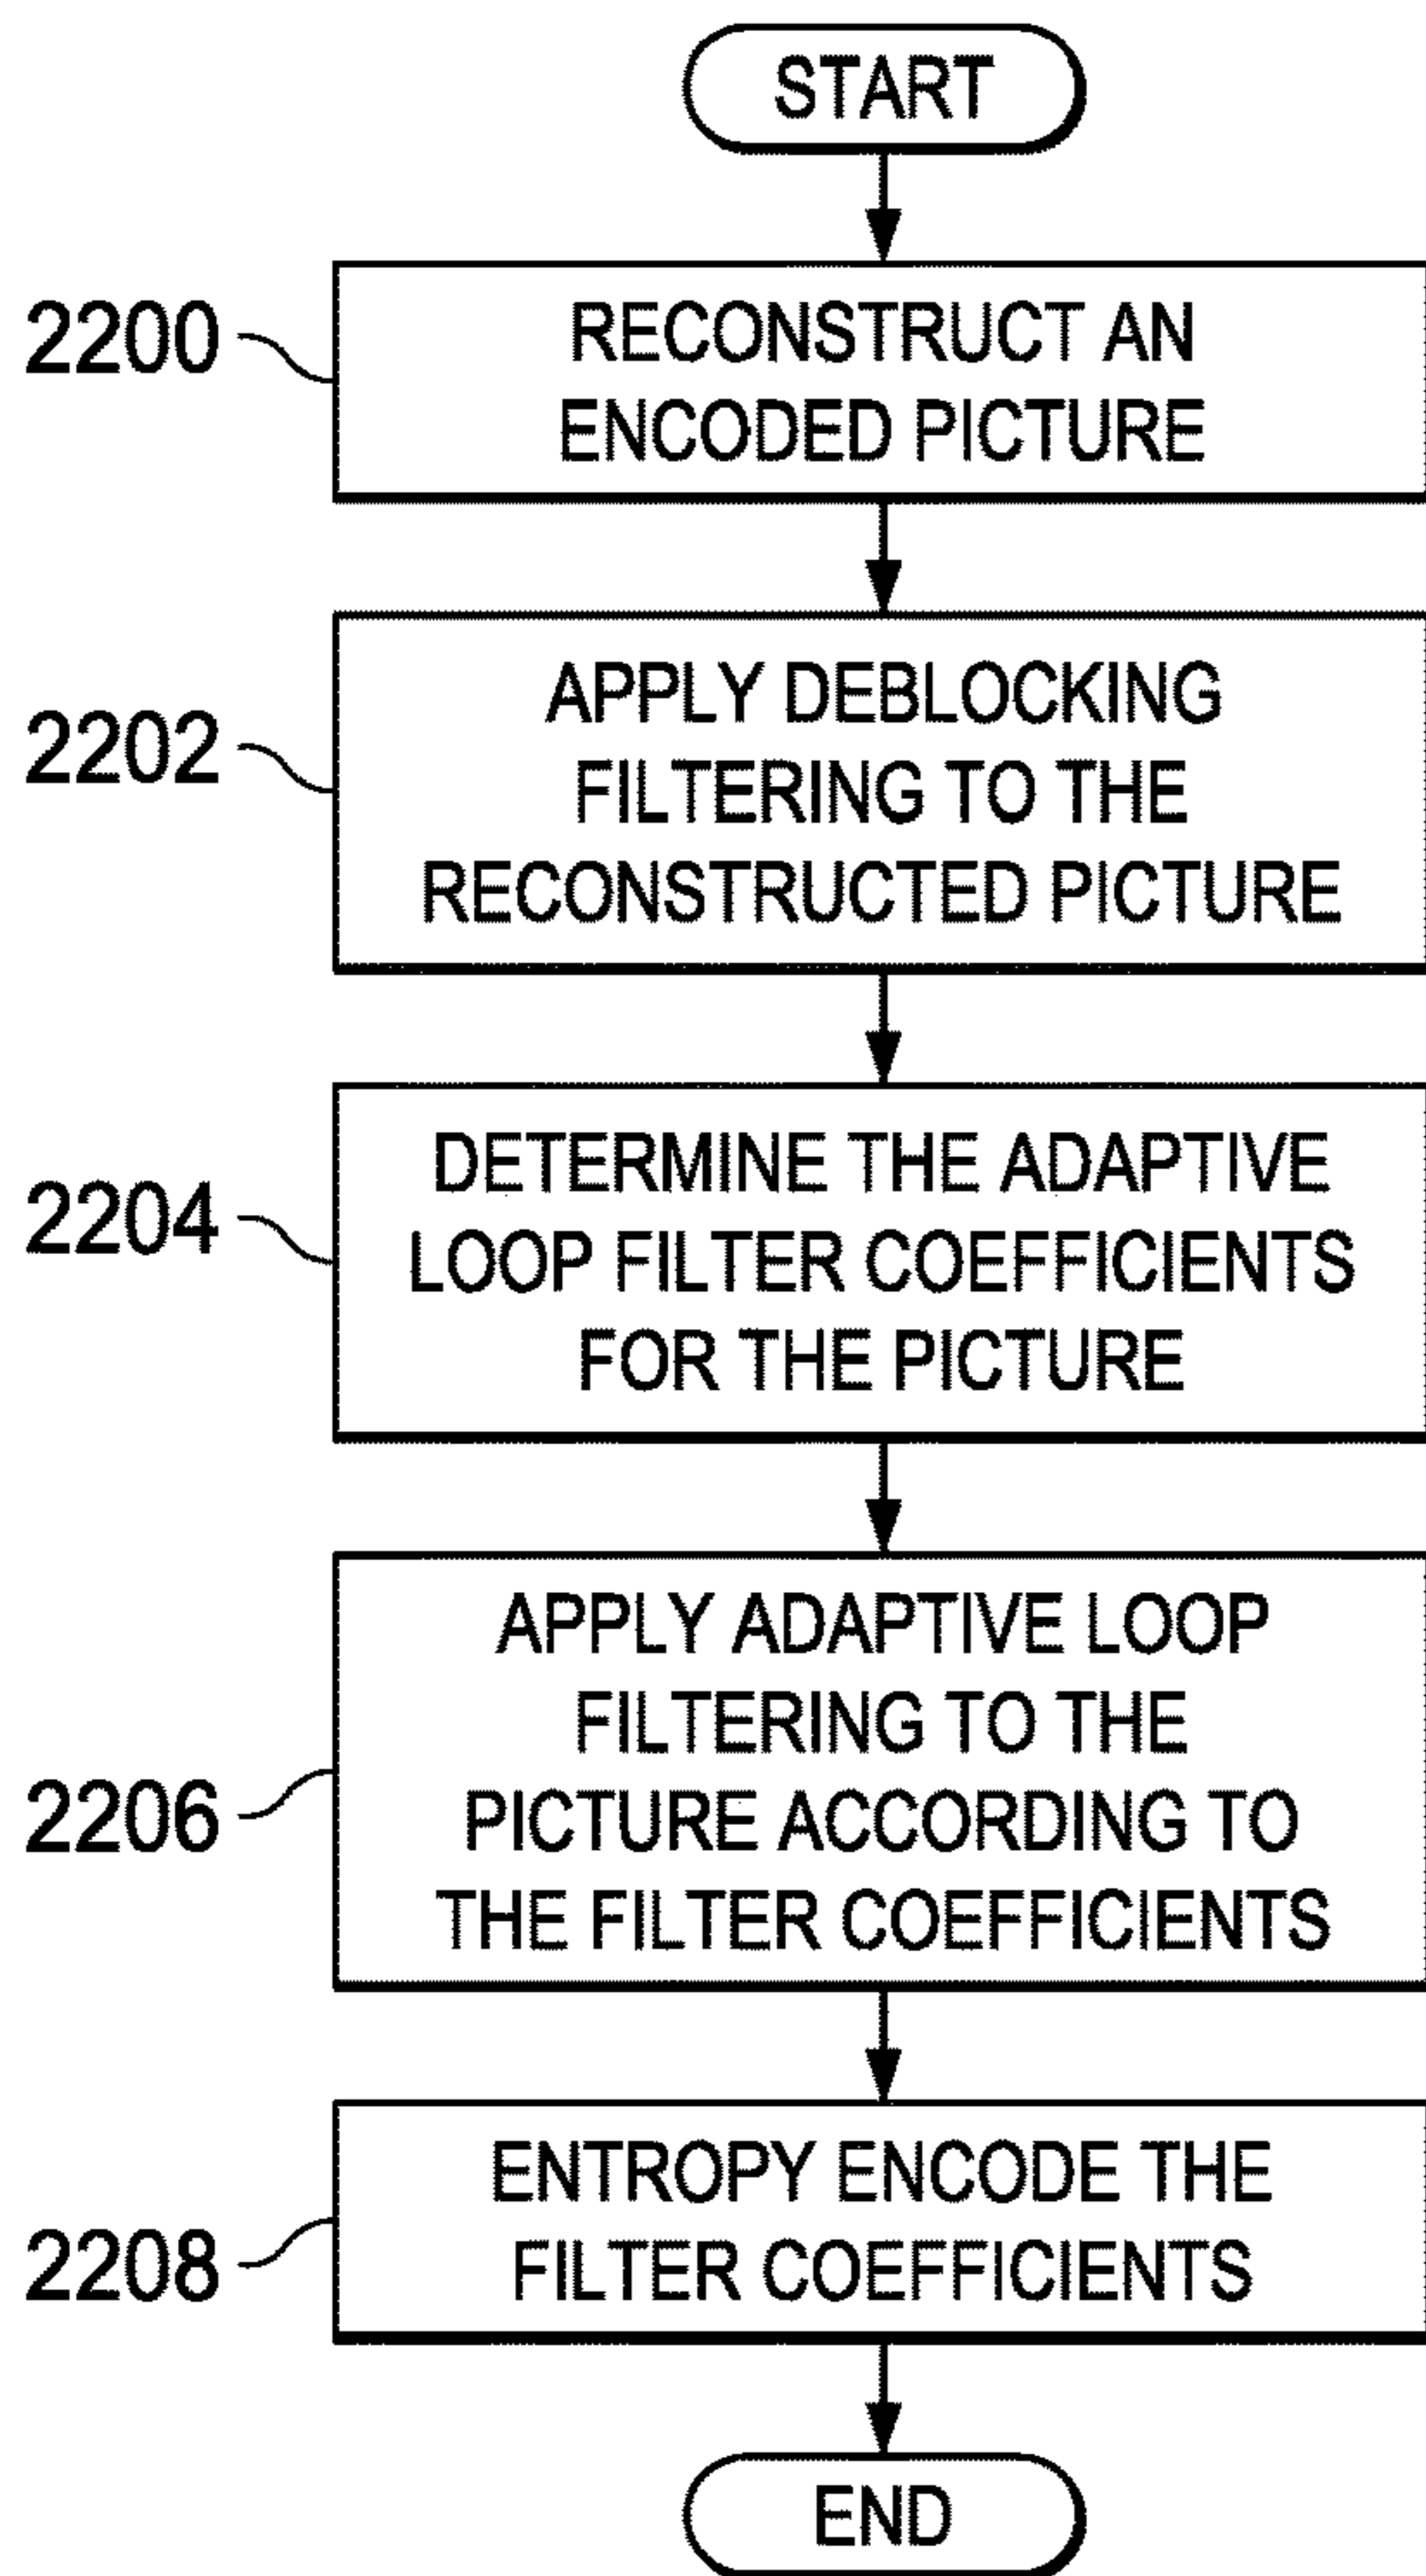 START
2200
RECONSTRUCT AN
ENCODED PICTURE
2202
APPLY DEBLOCKING
FILTERING TO THE
RECONSTRUCTED PICTURE
2204
DETERMINE THE ADAPTIVE
LOOP FILTER COEFFICIENTS
FOR THE PICTURE
2206
APPLY ADAPTIVE LOOP
FILTERING TO THE
PICTURE ACCORDING TO
THE FILTER COEFFICIENTS
2208
ENTROPY ENCODE THE
FILTER COEFFICIENTS
END